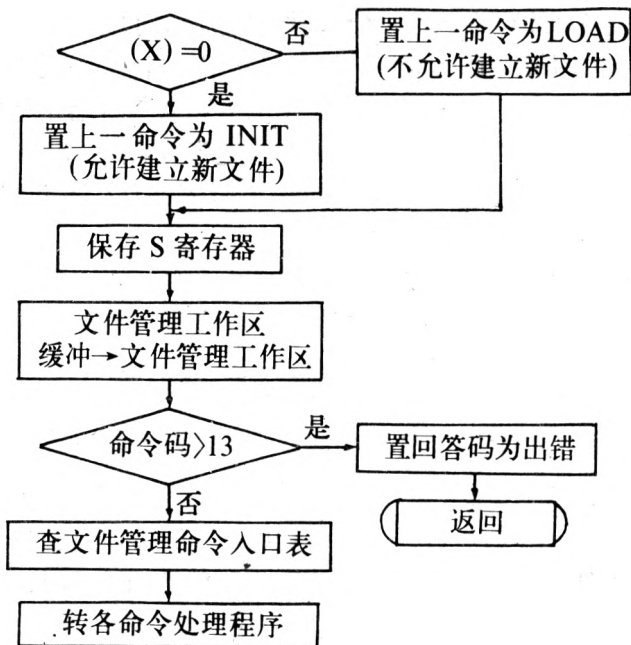 (X)=0
否
置上一命令为LOAD
(不允许建立新文件)
是
置上一命令为 INIT
(允许建立新文件)
保存 S 寄存器
文件管理工作区
缓冲→文件管理工作区
命令码>13
是
置回答码为出错
否
返回
查文件管理命令入口表
转各命令处理程序